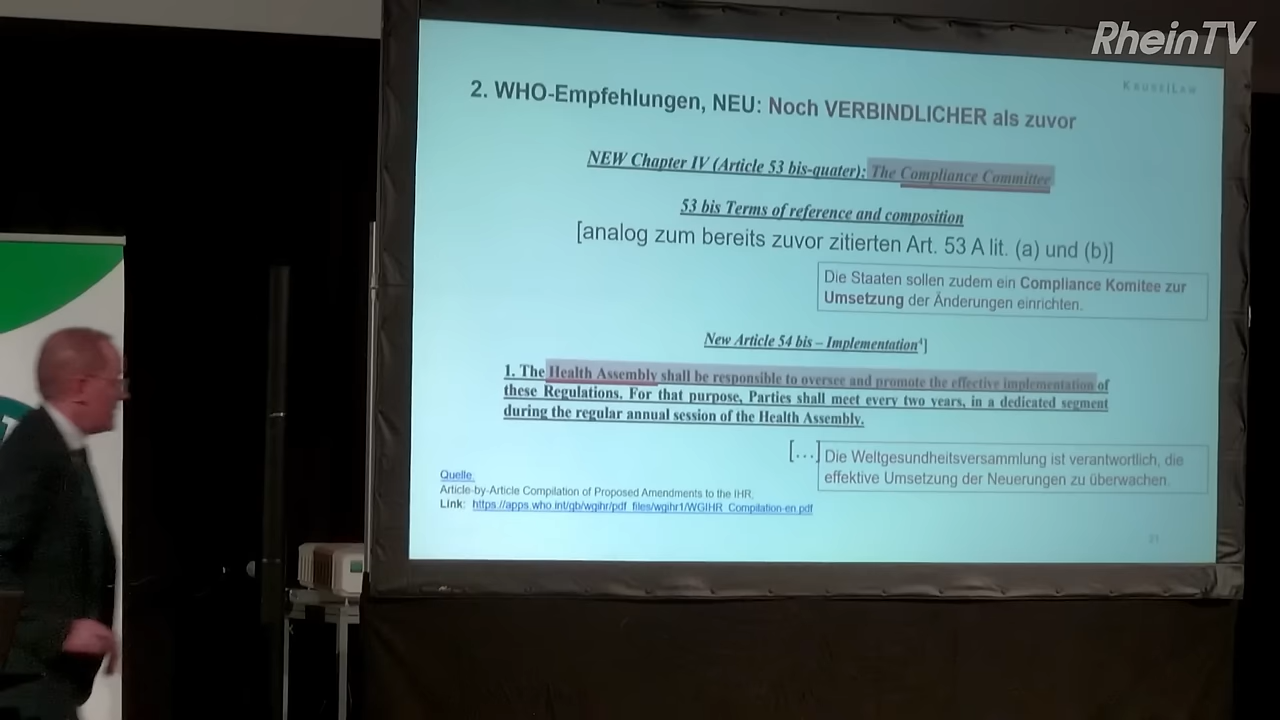 RheinTV
KRUSE|LAW
2. WHO-Empfehlungen, NEU: Noch VERBINDLICHER als zuvor
NEW Chapter IV (Article 53 bis-quater): The Compliance Committee
53 bis Terms of reference and composition
[analog zum bereits zuvor zitierten Art. 53 A lit. (a) und (b)]
Die Staaten sollen zudem ein Compliance Komitee zur
Umsetzung der Änderungen einrichten.
New Article 54 bis – Implementation⁴]
1. The Health Assembly shall be responsible to oversee and promote the effective implementation of
these Regulations. For that purpose, Parties shall meet every two years, in a dedicated segment
during the regular annual session of the Health Assembly.
[…]
Die Weltgesundheitsversammlung ist verantwortlich, die
effektive Umsetzung der Neuerungen zu überwachen.
Quelle
Article-by-Article Compilation of Proposed Amendments to the IHR,
Link: https://apps.who.int/gb/wgihr/pdf_files/wgihr1/WGIHR_Compilation-en.pdf
21